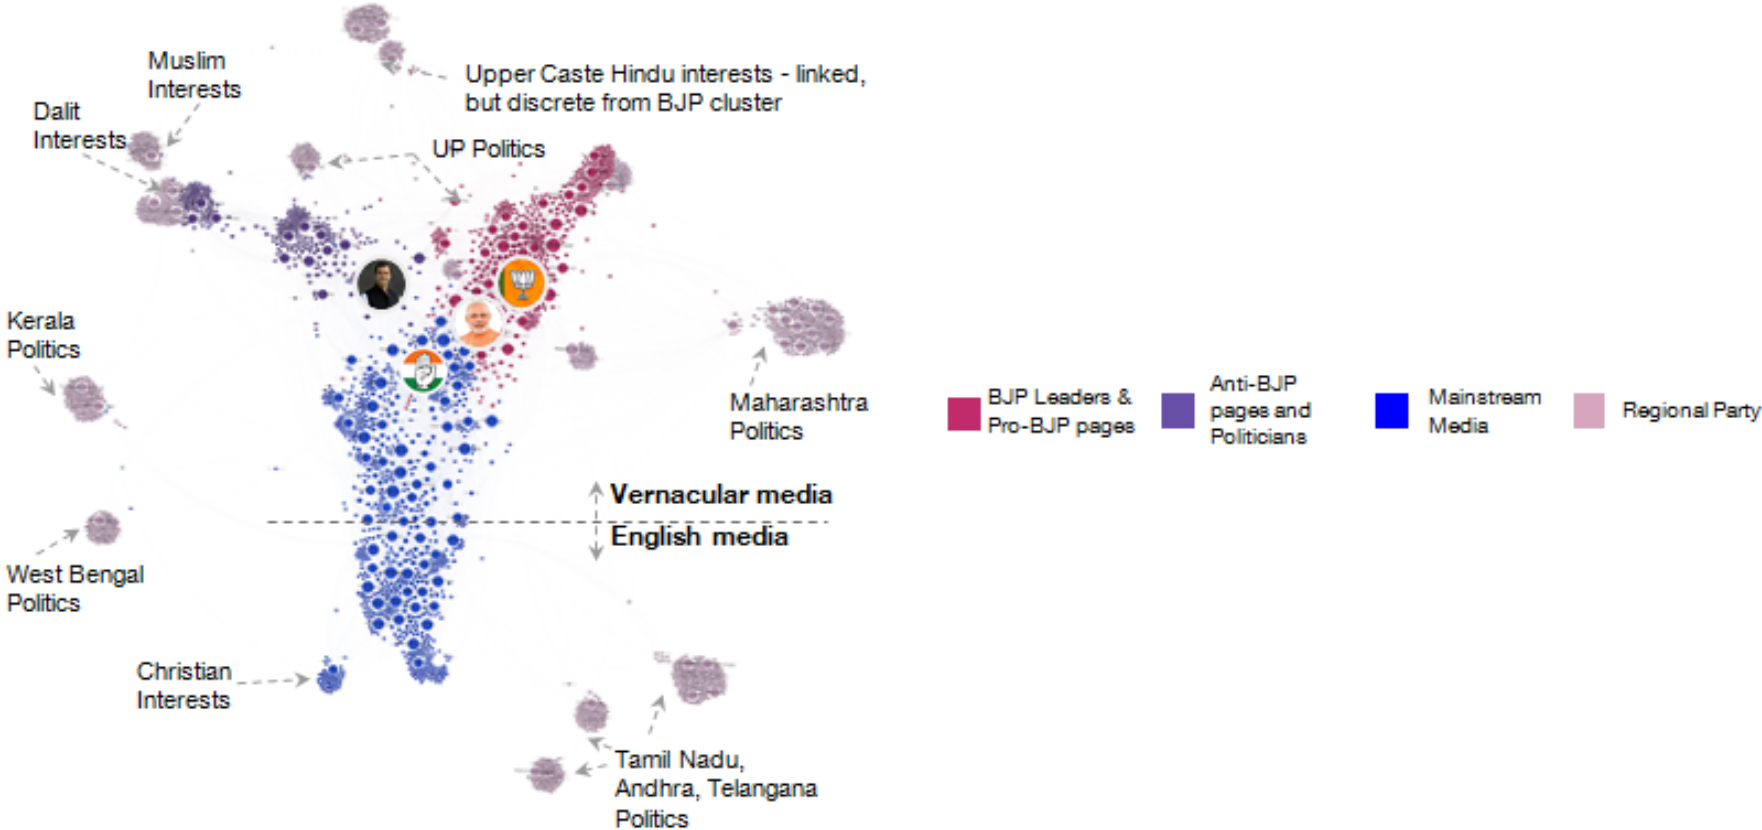 Muslim
Interests
Upper Caste Hindu interests - linked,
but discrete from BJP cluster
Dalit
Interests
UP Politics
Kerala
Politics
Maharashtra
Politics
BJP Leaders &
Pro-BJP pages
Anti-BJP
pages and
Politicians
Mainstream
Media
Regional Party
Vernacular media
English media
West Bengal
Politics
Christian
Interests
Tamil Nadu,
Andhra, Telangana
Politics